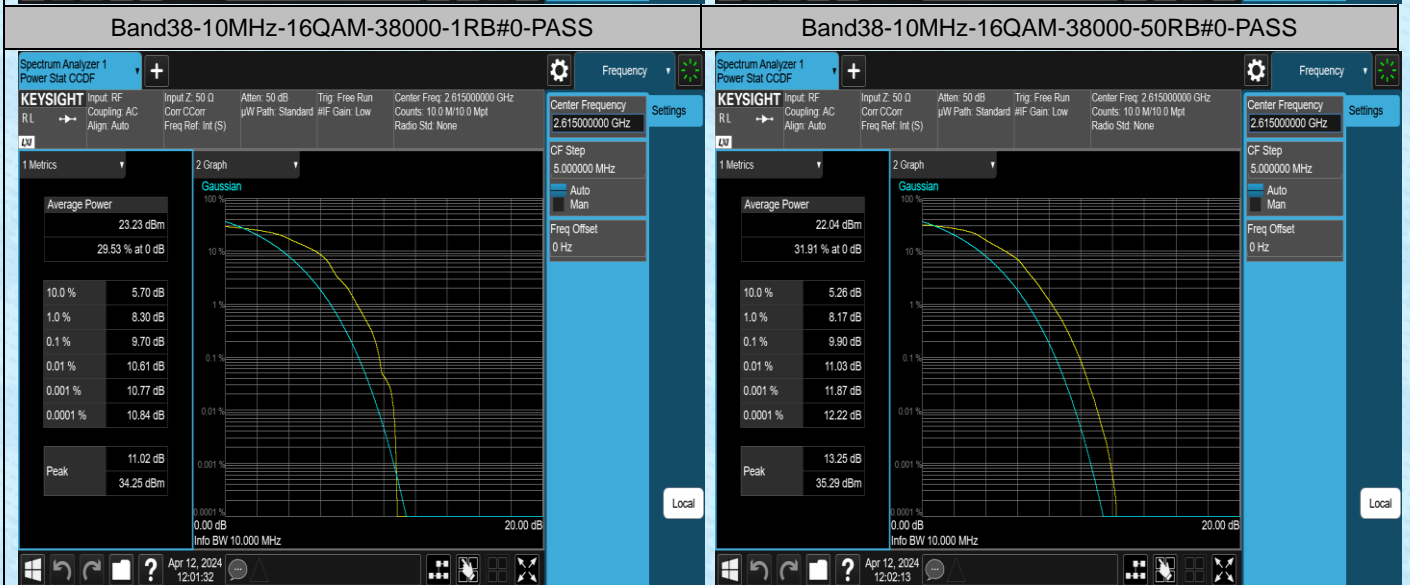 Band38-10MHz-16QAM-38000-1RB#0-PASS
Spectrum Analyzer 1
Power Stat CCDF
+
Frequency
KEYSIGHT
RL
LXI
Input: RF
Coupling: AC
Align: Auto
Input Z: 50 Ω
Corr CCorr
Freq Ref: Int (S)
Atten: 50 dB
µW Path: Standard
Trig: Free Run
#IF Gain: Low
Center Freq: 2.615000000 GHz
Counts: 10.0 M/10.0 Mpt
Radio Std: None
Center Frequency
2.615000000 GHz
Settings
CF Step
5.000000 MHz
Auto
Man
Freq Offset
0 Hz
1 Metrics
Average Power
23.23 dBm
29.53 % at 0 dB
10.0 % 5.70 dB
1.0 % 8.30 dB
0.1 % 9.70 dB
0.01 % 10.61 dB
0.001 % 10.77 dB
0.0001 % 10.84 dB
Peak
11.02 dB
34.25 dBm
2 Graph
Gaussian
100 %
10 %
1 %
0.1 %
0.01 %
0.001 %
0.0001 %
0.00 dB 20.00 dB
Info BW 10.000 MHz
Local
?
Apr 12, 2024
12:01:32
Band38-10MHz-16QAM-38000-50RB#0-PASS
Spectrum Analyzer 1
Power Stat CCDF
+
Frequency
KEYSIGHT
RL
LXI
Input: RF
Coupling: AC
Align: Auto
Input Z: 50 Ω
Corr CCorr
Freq Ref: Int (S)
Atten: 50 dB
µW Path: Standard
Trig: Free Run
#IF Gain: Low
Center Freq: 2.615000000 GHz
Counts: 10.0 M/10.0 Mpt
Radio Std: None
Center Frequency
2.615000000 GHz
Settings
CF Step
5.000000 MHz
Auto
Man
Freq Offset
0 Hz
1 Metrics
Average Power
22.04 dBm
31.91 % at 0 dB
10.0 % 5.26 dB
1.0 % 8.17 dB
0.1 % 9.90 dB
0.01 % 11.03 dB
0.001 % 11.87 dB
0.0001 % 12.22 dB
Peak
13.25 dB
35.29 dBm
2 Graph
Gaussian
100 %
10 %
1 %
0.1 %
0.01 %
0.001 %
0.0001 %
0.00 dB 20.00 dB
Info BW 10.000 MHz
Local
?
Apr 12, 2024
12:02:13